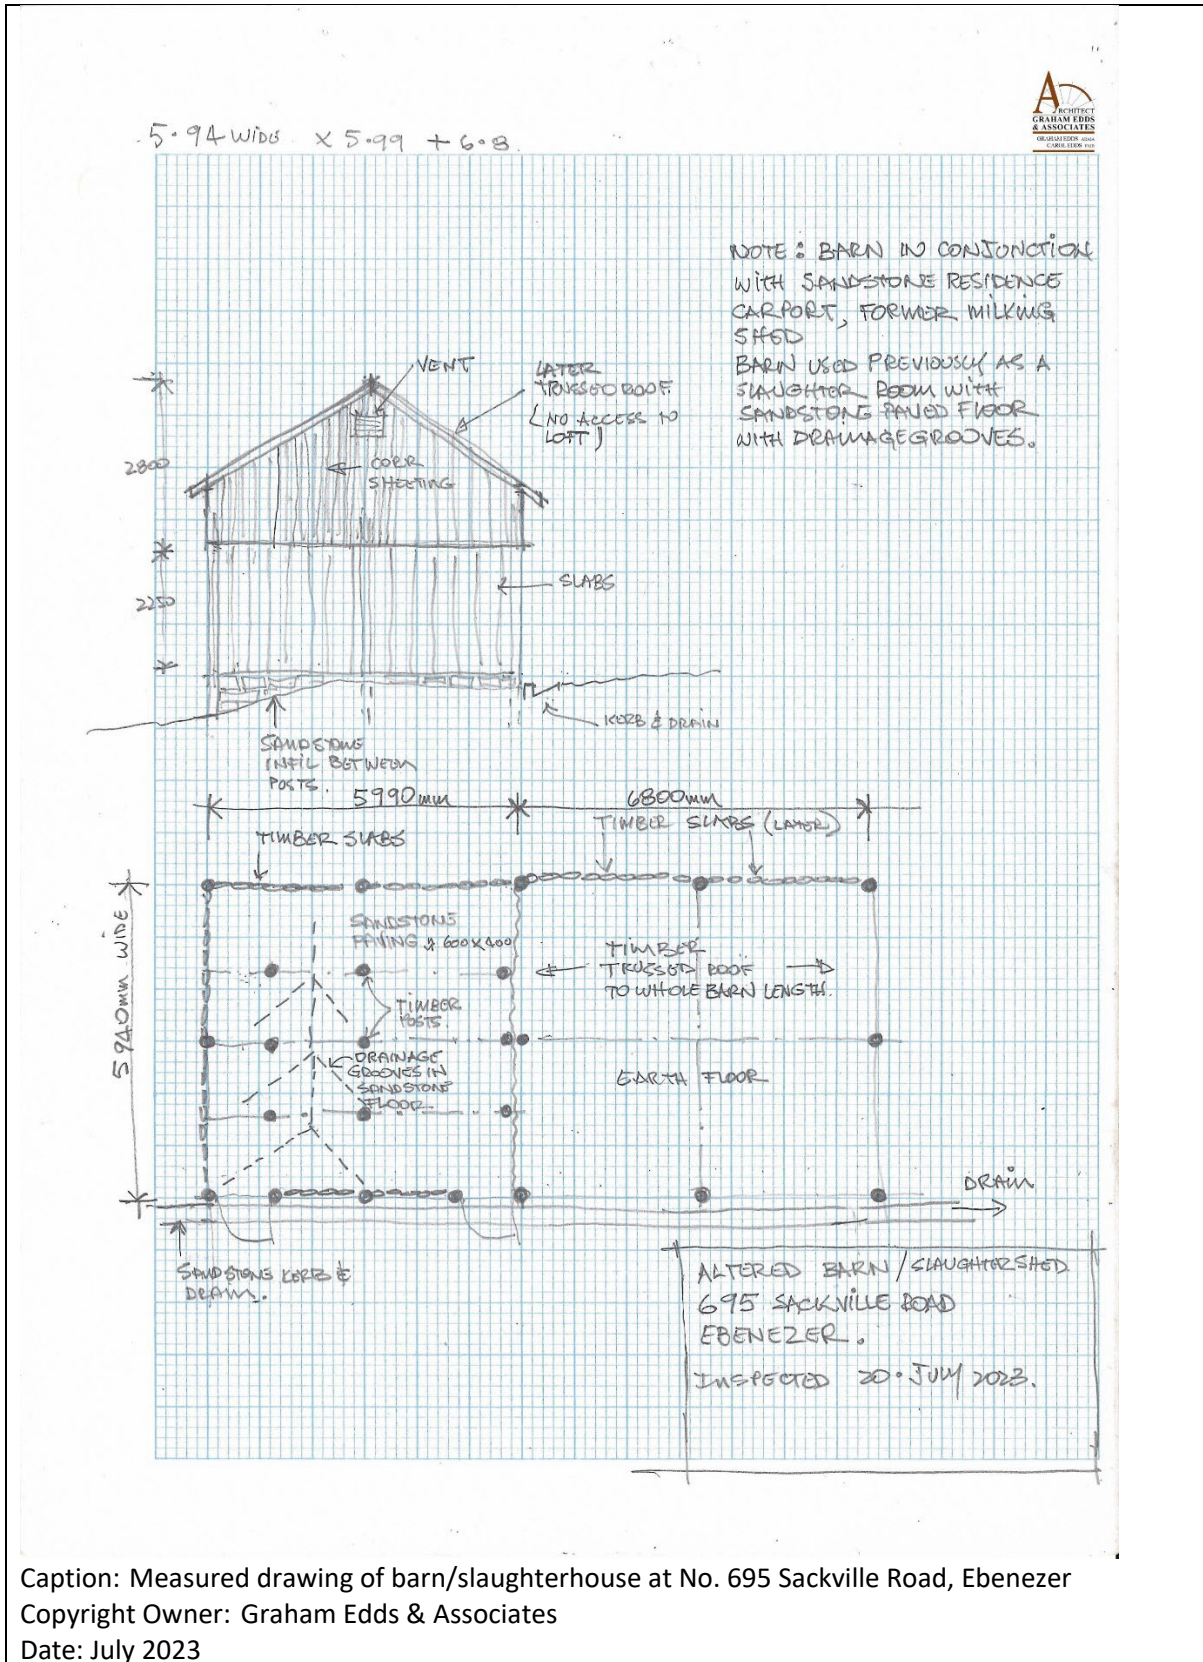 ARCHITECT
GRAHAM EDDS
& ASSOCIATES
5.94 WIDE x 5.99 + 6.8
NOTE: BARN IN CONJUNCTION
WITH SANDSTONE RESIDENCE
CARPORT, FORMER MILKING
SHED
BARN USED PREVIOUSLY AS A
SLAUGHTER ROOM WITH
SANDSTONE PAVED FLOOR
WITH DRAINAGE GROOVES.
VENT
LATER
TRUSSED ROOF.
(NO ACCESS TO
LOFT)
2800
CORR
SHEETING
SLABS
2250
KERB & DRAIN
SANDSTONE
INFIL BETWEEN
POSTS.
5990mm
6800mm
TIMBER SLABS
TIMBER SLABS (LATER)
5940mm WIDE
SANDSTONE
PAVING 600X400
TIMBER
POSTS.
TIMBER
TRUSSED ROOF
TO WHOLE BARN LENGTH.
DRAINAGE
GROOVES IN
SANDSTONE
FLOOR
EARTH FLOOR
DRAIN
SANDSTONE KERB &
DRAIN.
ALTERED BARN/SLAUGHTERSHED
695 SACKVILLE ROAD
EBENEZER.
INSPECTED 20. JULY 2023.
Caption: Measured drawing of barn/slaughterhouse at No. 695 Sackville Road, Ebenezer
Copyright Owner: Graham Edds & Associates
Date: July 2023